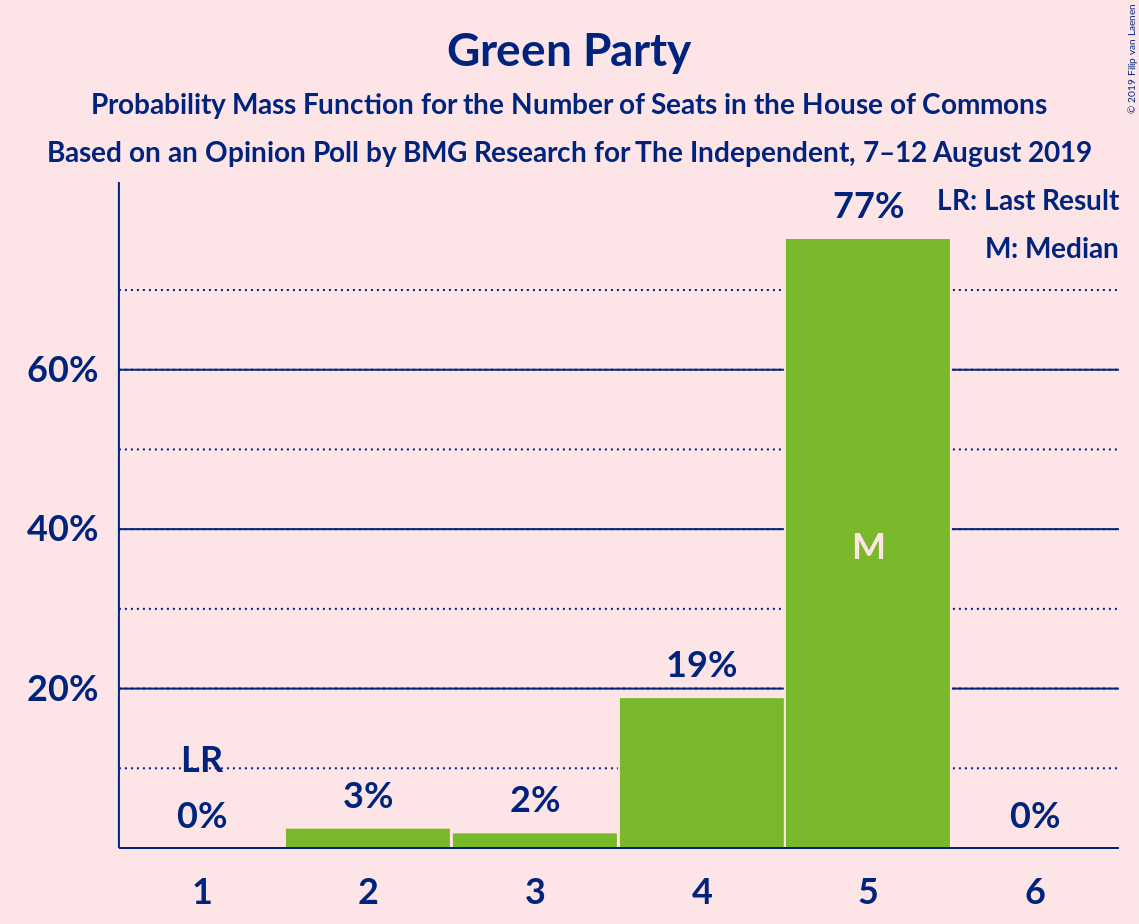 Green Party
Probability Mass Function for the Number of Seats in the House of Commons
Based on an Opinion Poll by BMG Research for The Independent, 7–12 August 2019
© 2019 Filip van Laenen
LR: Last Result
M: Median
77%
60%
40%
M
19%
20%
LR
0%
3%
2%
0%
1 2 3 4 5 6